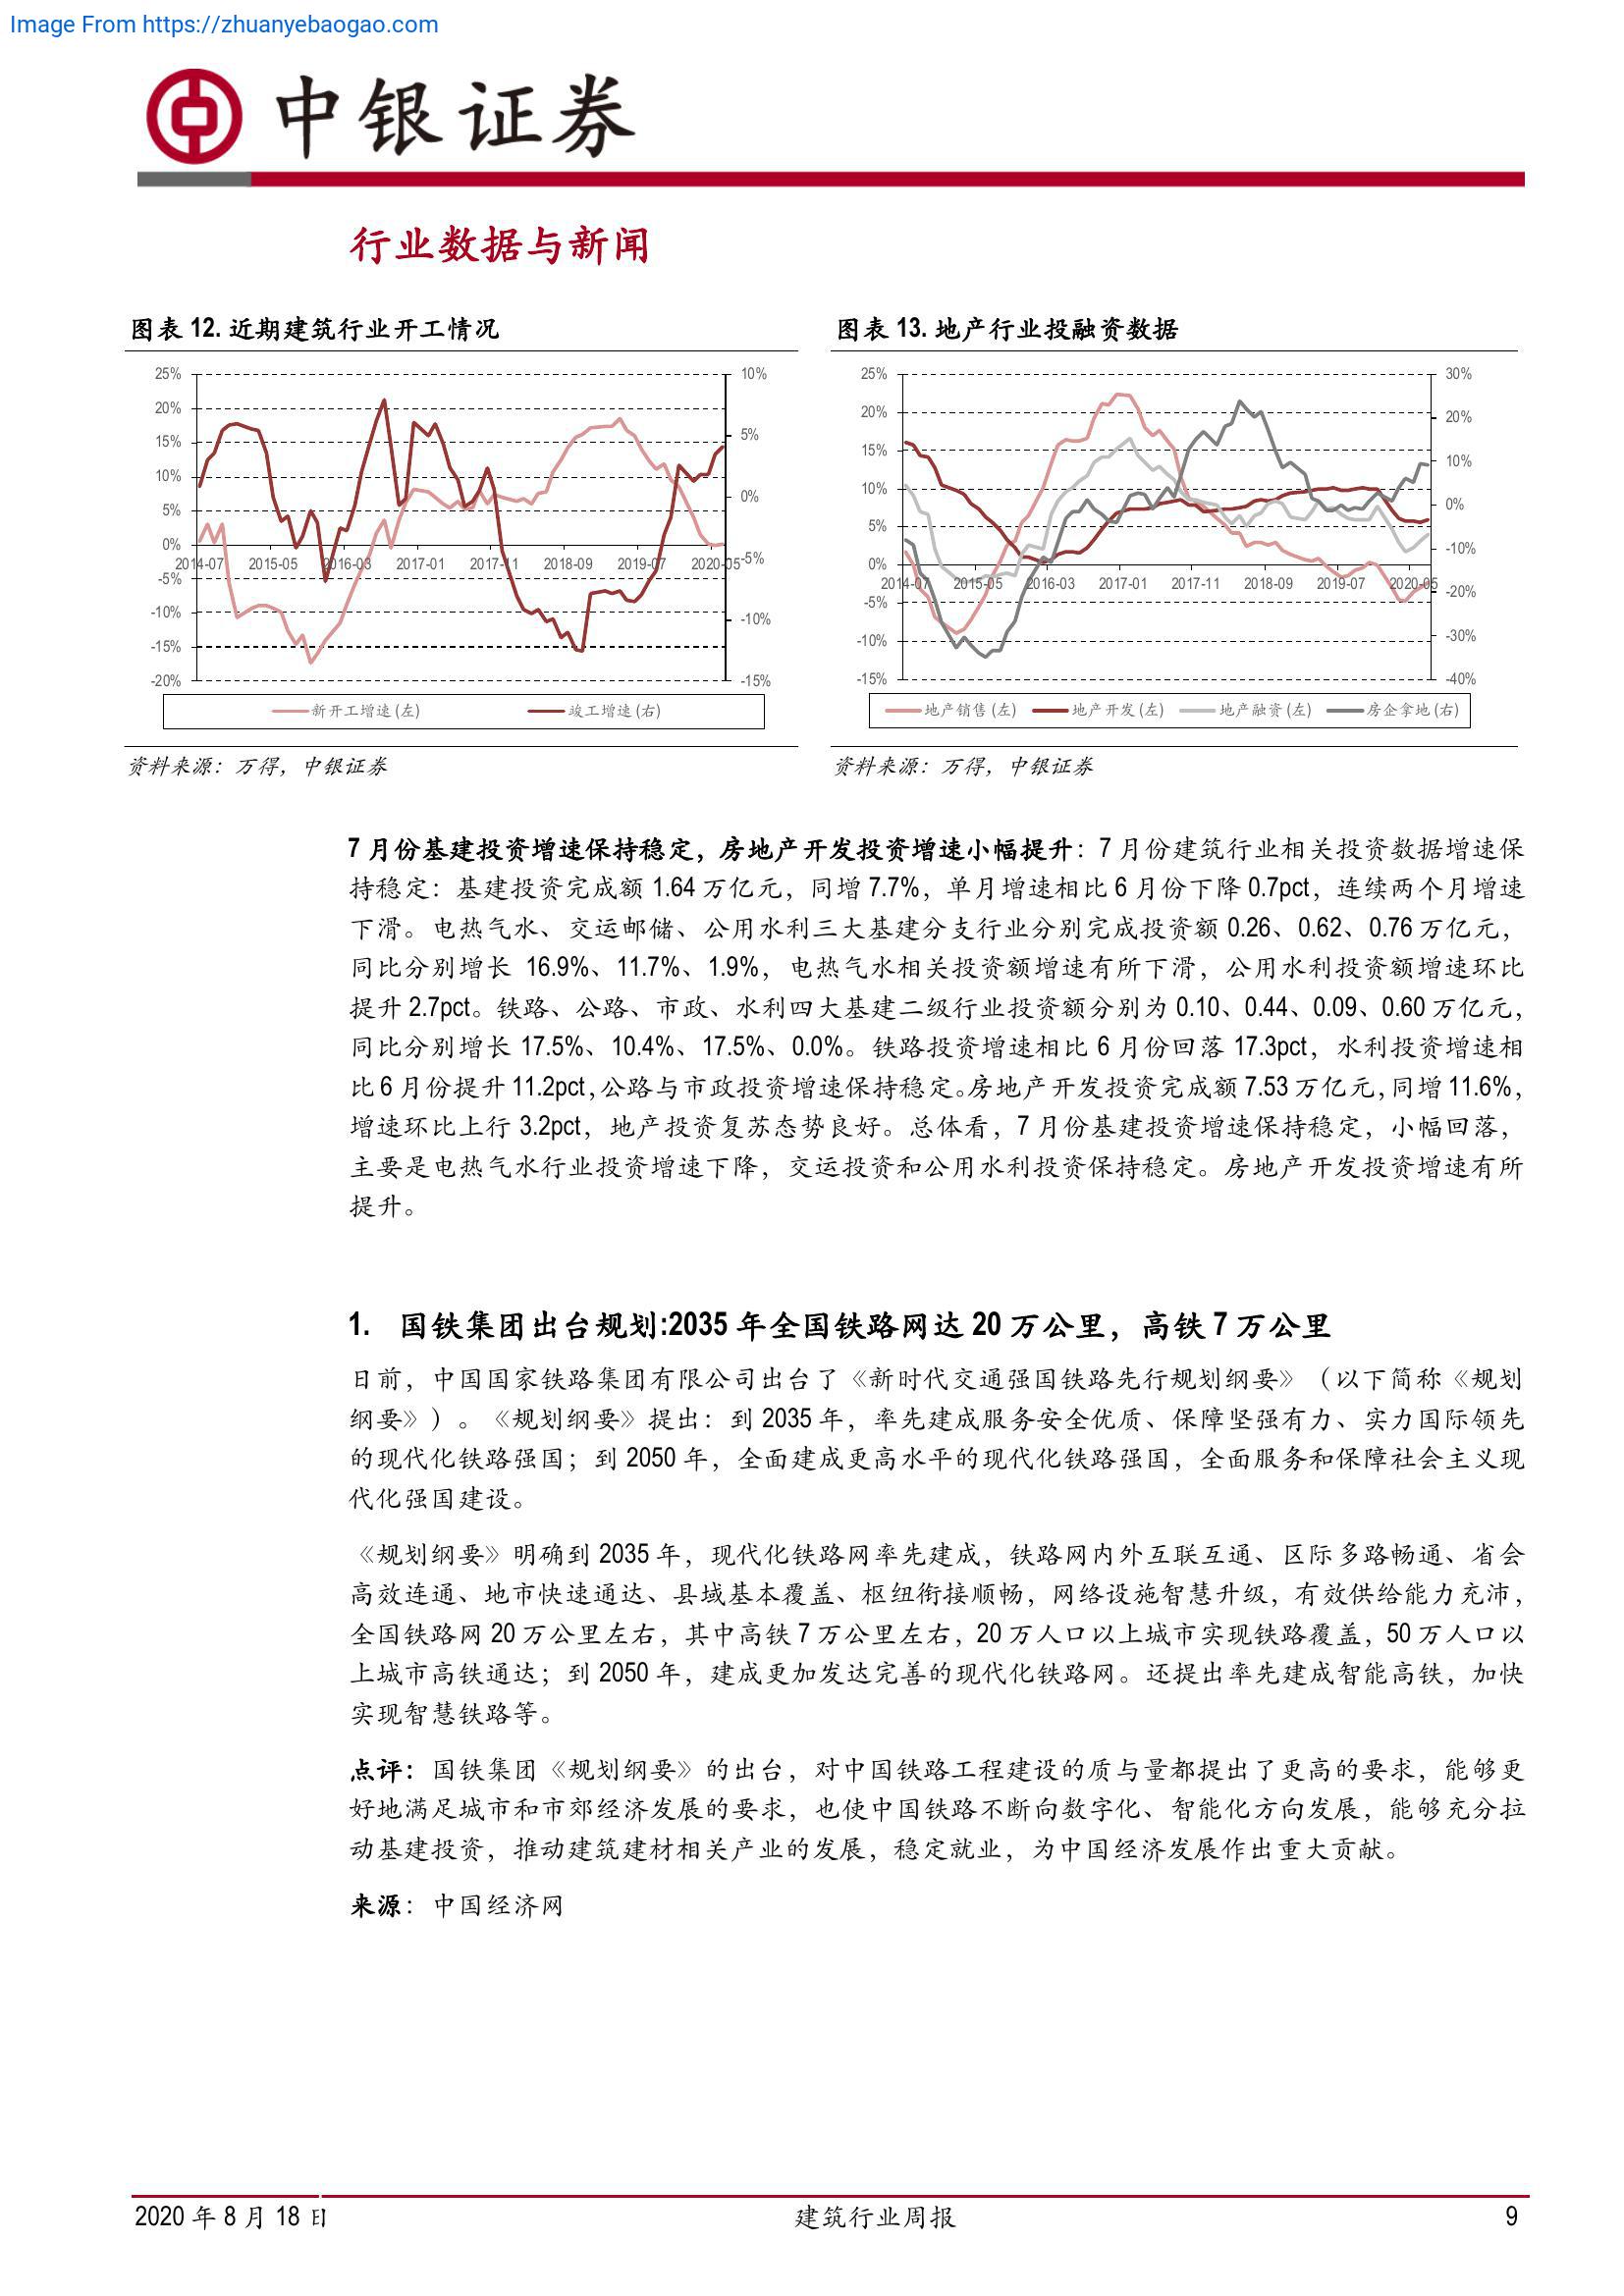 Image From https://zhuanyebaogao.com
中银证券
行业数据与新闻
图表 12. 近期建筑行业开工情况
25%
20%
15%
10%
5%
0%
-5%
-10%
-15%
-20%
10%
5%
0%
-5%
-10%
-15%
2014-07 2015-05 2016-03 2017-01 2017-11 2018-09 2019-07 2020-05
新开工增速(左) 竣工增速(右)
资料来源：万得，中银证券
图表 13. 地产行业投融资数据
25%
20%
15%
10%
5%
0%
-5%
-10%
-15%
30%
20%
10%
0%
-10%
-20%
-30%
-40%
2014-07 2015-05 2016-03 2017-01 2017-11 2018-09 2019-07 2020-05
地产销售(左) 地产开发(左) 地产融资(左) 房企拿地(右)
资料来源：万得，中银证券
7 月份基建投资增速保持稳定，房地产开发投资增速小幅提升：7 月份建筑行业相关投资数据增速保
持稳定：基建投资完成额 1.64 万亿元，同增 7.7%，单月增速相比 6 月份下降 0.7pct，连续两个月增速
下滑。电热气水、交运邮储、公用水利三大基建分支行业分别完成投资额 0.26、0.62、0.76 万亿元，
同比分别增长 16.9%、11.7%、1.9%，电热气水相关投资额增速有所下滑，公用水利投资额增速环比
提升 2.7pct。铁路、公路、市政、水利四大基建二级行业投资额分别为 0.10、0.44、0.09、0.60 万亿元，
同比分别增长 17.5%、10.4%、17.5%、0.0%。铁路投资增速相比 6 月份回落 17.3pct，水利投资增速相
比 6 月份提升 11.2pct，公路与市政投资增速保持稳定。房地产开发投资完成额 7.53 万亿元，同增 11.6%，
增速环比上行 3.2pct，地产投资复苏态势良好。总体看，7 月份基建投资增速保持稳定，小幅回落，
主要是电热气水行业投资增速下降，交运投资和公用水利投资保持稳定。房地产开发投资增速有所
提升。
1. 国铁集团出台规划:2035 年全国铁路网达 20 万公里，高铁 7 万公里
日前，中国国家铁路集团有限公司出台了《新时代交通强国铁路先行规划纲要》（以下简称《规划
纲要》）。《规划纲要》提出：到 2035 年，率先建成服务安全优质、保障坚强有力、实力国际领先
的现代化铁路强国；到 2050 年，全面建成更高水平的现代化铁路强国，全面服务和保障社会主义现
代化强国建设。
《规划纲要》明确到 2035 年，现代化铁路网率先建成，铁路网内外互联互通、区际多路畅通、省会
高效连通、地市快速通达、县域基本覆盖、枢纽衔接顺畅，网络设施智慧升级，有效供给能力充沛，
全国铁路网 20 万公里左右，其中高铁 7 万公里左右，20 万人口以上城市实现铁路覆盖，50 万人口以
上城市高铁通达；到 2050 年，建成更加发达完善的现代化铁路网。还提出率先建成智能高铁，加快
实现智慧铁路等。
点评：国铁集团《规划纲要》的出台，对中国铁路工程建设的质与量都提出了更高的要求，能够更
好地满足城市和市郊经济发展的要求，也使中国铁路不断向数字化、智能化方向发展，能够充分拉
动基建投资，推动建筑建材相关产业的发展，稳定就业，为中国经济发展作出重大贡献。
来源：中国经济网
2020 年 8 月 18 日 建筑行业周报 9